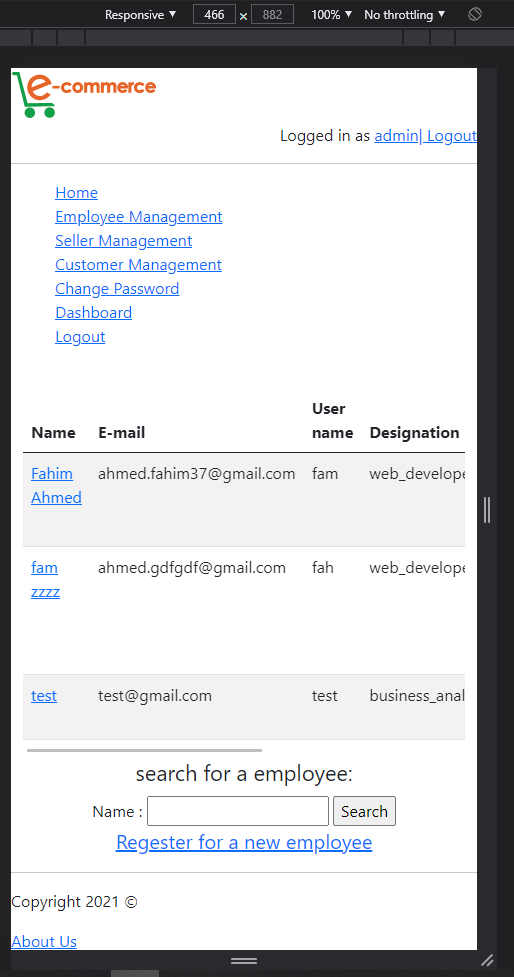 Responsive ▼ 466 × 882 100% ▼ No throttling ▼
e-commerce
Logged in as admin| Logout
Home
Employee Management
Seller Management
Customer Management
Change Password
Dashboard
Logout
User
Name E-mail name Designation
Fahim ahmed.fahim37@gmail.com fam web_develope
Ahmed
fam ahmed.gdfgdf@gmail.com fah web_develope
zzzz
test test@gmail.com test business_anal
search for a employee:
Name : Search
Regester for a new employee
Copyright 2021 ©
About Us